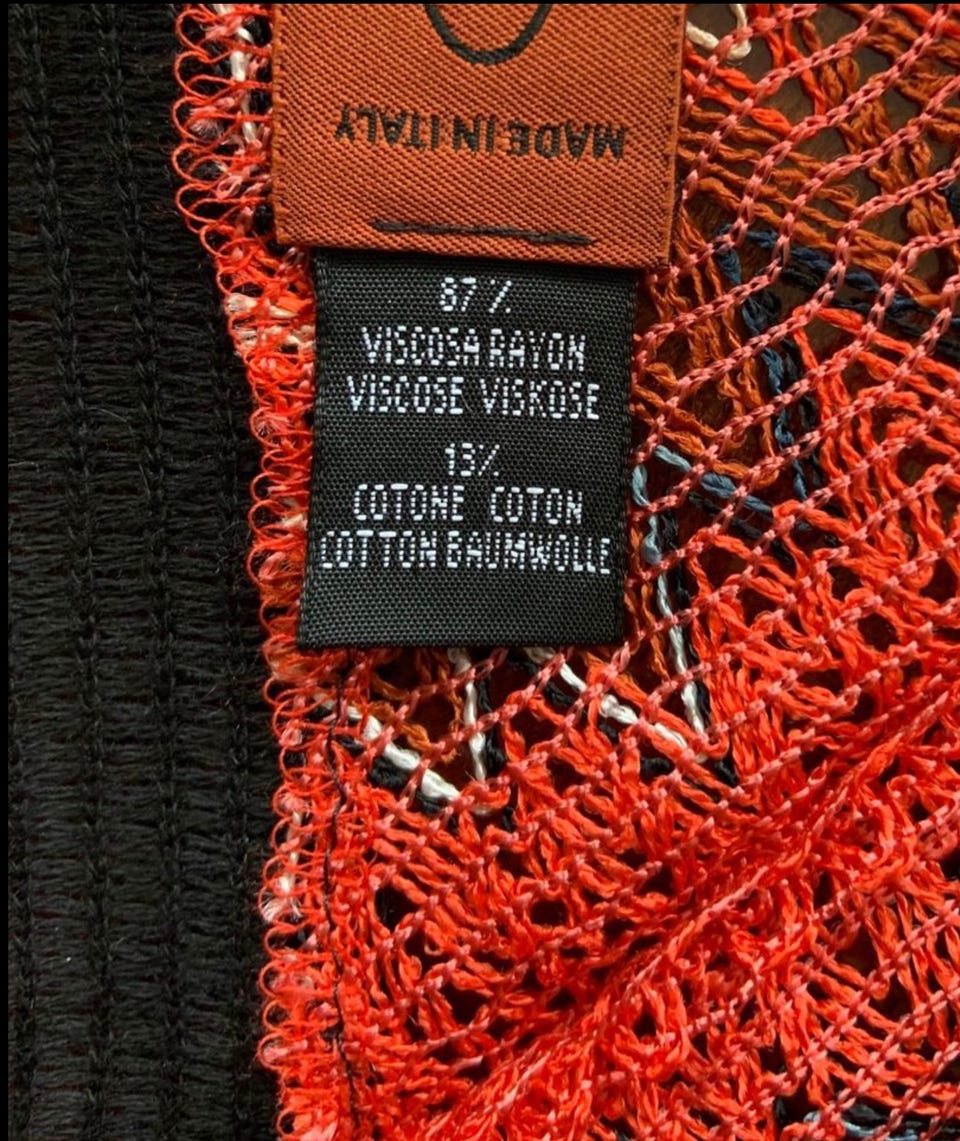 MADE IN ITALY
87%
VISCOSA RAYON
VISCOSE VISKOSE
13%
COTONE COTON
COTTON BAUMWOLLE